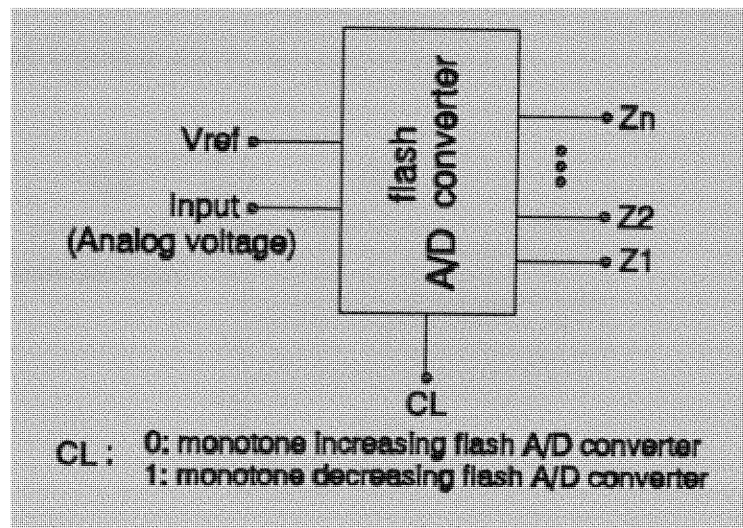 Vref
Input
(Analog voltage)
flash
A/D converter
Zn
Z2
Z1
CL
CL : 0: monotone increasing flash A/D converter
1: monotone decreasing flash A/D converter